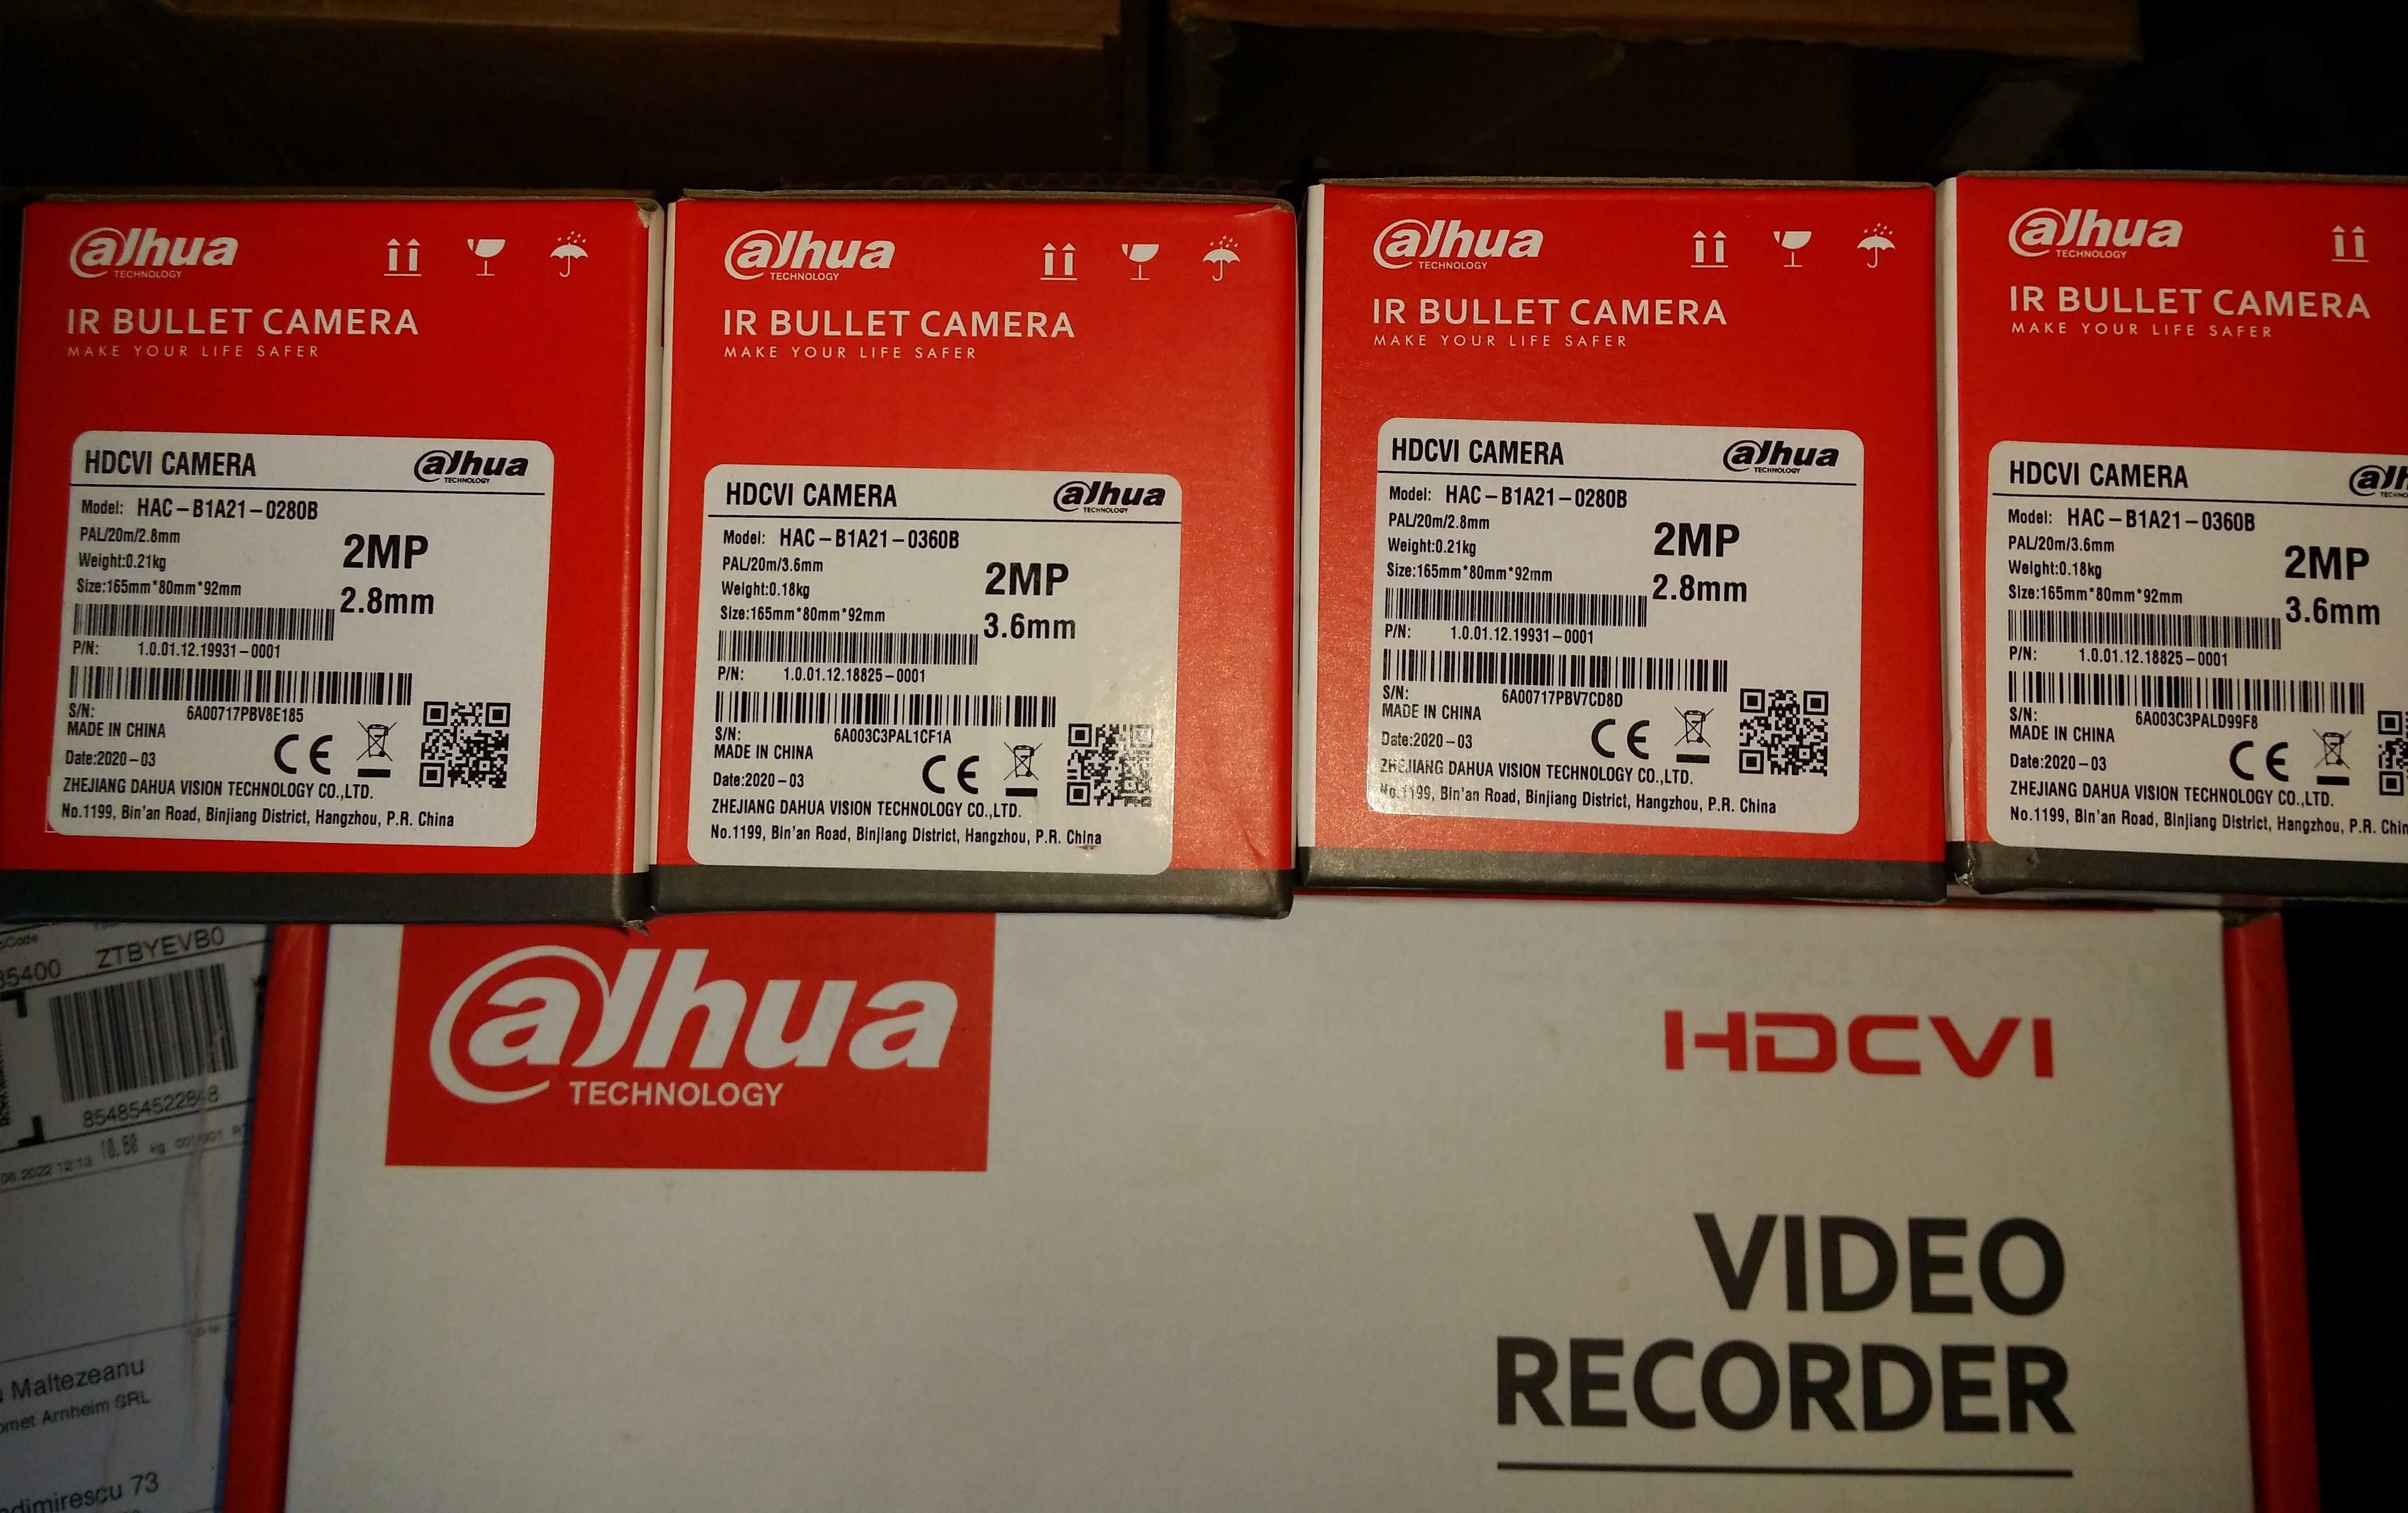 alhua
TECHNOLOGY
IR BULLET CAMERA
MAKE YOUR LIFE SAFER
HDCVI CAMERA
alhua
TECHNOLOGY
Model: HAC-B1A21-0280B
PAL/20m/2.8mm
Weight:0.21kg
Size:165mm*80mm*92mm
2MP
2.8mm
P/N: 1.0.01.12.19931-0001
S/N: 6A00717PBV8E185
MADE IN CHINA
Date:2020-03
CE
ZHEJIANG DAHUA VISION TECHNOLOGY CO.,LTD.
No.1199, Bin'an Road, Binjiang District, Hangzhou, P.R. China
alhua
TECHNOLOGY
IR BULLET CAMERA
MAKE YOUR LIFE SAFER
HDCVI CAMERA
alhua
TECHNOLOGY
Model: HAC-B1A21-0360B
PAL/20m/3.6mm
Weight:0.18kg
Size:165mm*80mm*92mm
2MP
3.6mm
P/N: 1.0.01.12.18825-0001
S/N: 6A003C3PAL1CF1A
MADE IN CHINA
Date:2020-03
CE
ZHEJIANG DAHUA VISION TECHNOLOGY CO.,LTD.
No.1199, Bin'an Road, Binjiang District, Hangzhou, P.R. China
alhua
TECHNOLOGY
IR BULLET CAMERA
MAKE YOUR LIFE SAFER
HDCVI CAMERA
alhua
TECHNOLOGY
Model: HAC-B1A21-0280B
PAL/20m/2.8mm
Weight:0.21kg
Size:165mm*80mm*92mm
2MP
2.8mm
P/N: 1.0.01.12.19931-0001
S/N: 6A00717PBV7CD8D
MADE IN CHINA
Date:2020-03
CE
ZHEJIANG DAHUA VISION TECHNOLOGY CO.,LTD.
No.1199, Bin'an Road, Binjiang District, Hangzhou, P.R. China
alhua
TECHNOLOGY
IR BULLET CAMERA
MAKE YOUR LIFE SAFER
HDCVI CAMERA
Model: HAC-B1A21-0360B
PAL/20m/3.6mm
Weight:0.18kg
Size:165mm*80mm*92mm
2MP
3.6mm
P/N: 1.0.01.12.18825-0001
S/N: 6A003C3PALD99F8
MADE IN CHINA
Date:2020-03
CE
ZHEJIANG DAHUA VISION TECHNOLOGY CO.,LTD.
No.1199, Bin'an Road, Binjiang District, Hangzhou, P.R. Chin
alhua
TECHNOLOGY
HDCVI
VIDEO
RECORDER
ZTBYEVB0
10.60 kg
Maltezeanu
Arnheim SRL
73